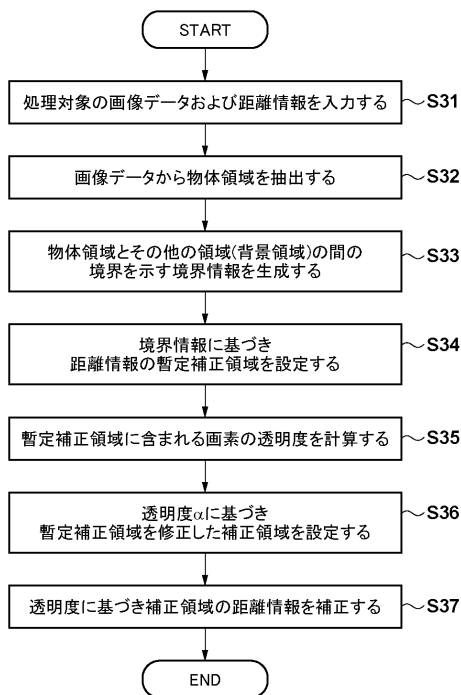 START
処理対象の画像データおよび距離情報を入力する
S31
画像データから物体領域を抽出する
S32
物体領域とその他の領域(背景領域)の間の
境界を示す境界情報を生成する
S33
境界情報に基づき
距離情報の暫定補正領域を設定する
S34
暫定補正領域に含まれる画素の透明度を計算する
S35
透明度αに基づき
暫定補正領域を修正した補正領域を設定する
S36
透明度に基づき補正領域の距離情報を補正する
S37
END